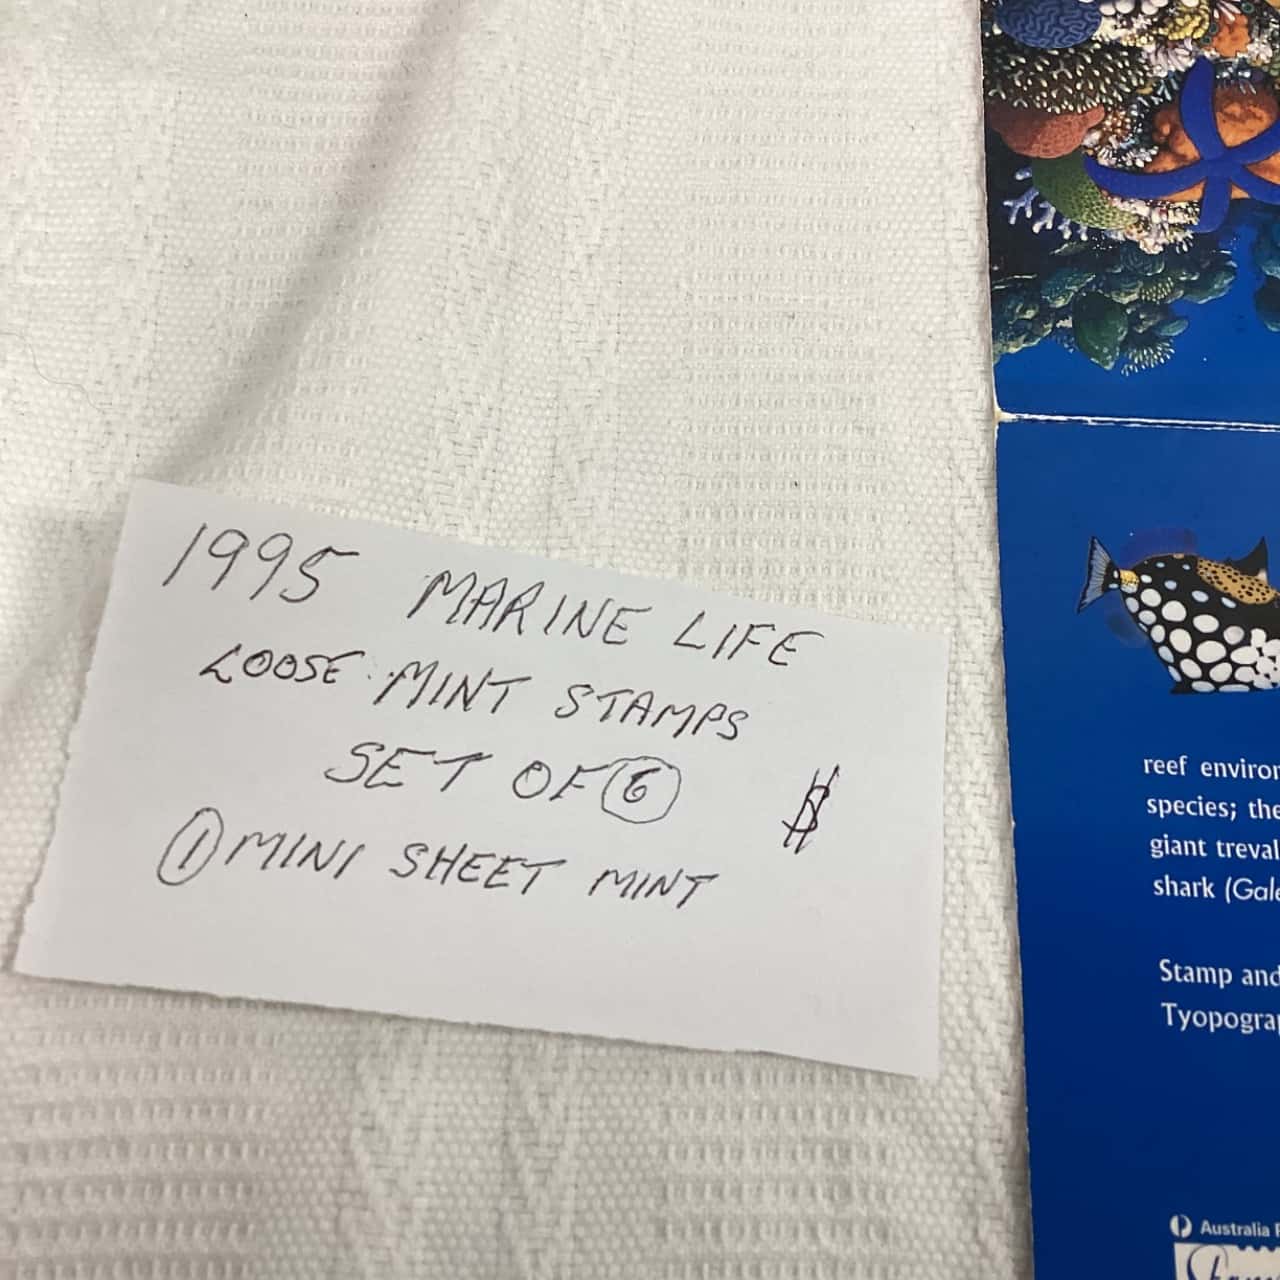 1995 MARINE LIFE
LOOSE MINT STAMPS
SET OF 6 $
1 MINI SHEET MINT
reef enviro
species; the
giant treval
shark (Gale
Stamp and
Tyopogra
Australia